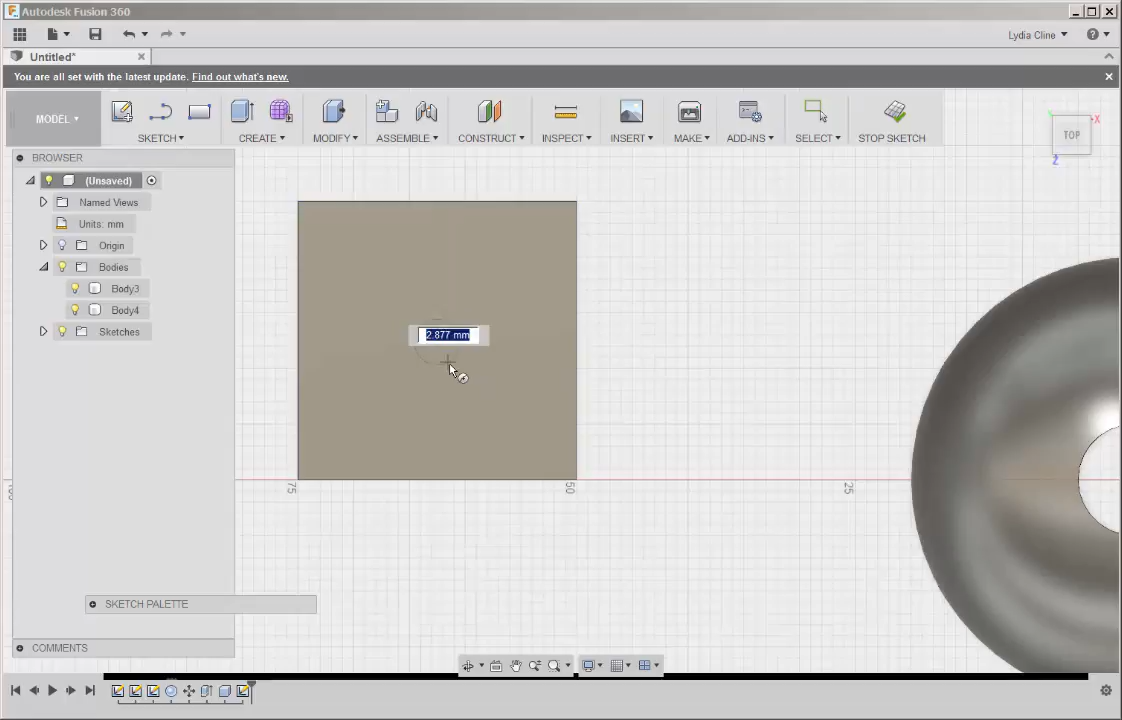 Autodesk Fusion 360
Lydia Cline
Untitled*
You are all set with the latest update. Find out what's new.
MODEL
SKETCH
CREATE
MODIFY
ASSEMBLE
CONSTRUCT
INSPECT
INSERT
MAKE
ADD-INS
SELECT
STOP SKETCH
TOP
X
Z
BROWSER
(Unsaved)
Named Views
Units: mm
Origin
Bodies
Body3
Body4
Sketches
2.877 mm
75
50
25
SKETCH PALETTE
COMMENTS